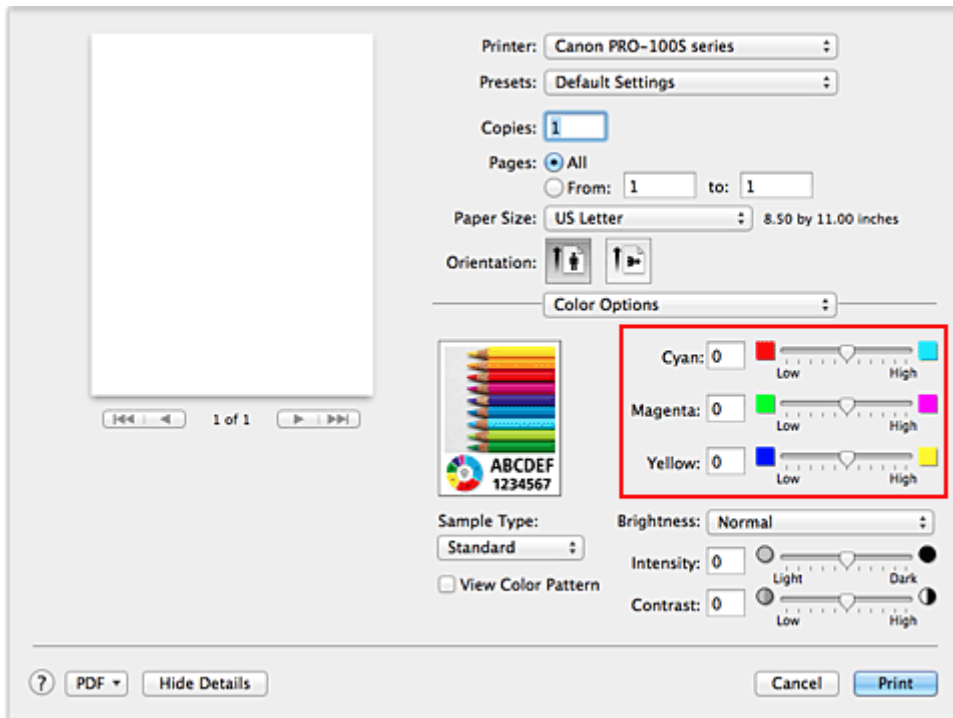 Printer: Canon PRO-100S series
Presets: Default Settings
Copies: 1
Pages: All
From: 1 to: 1
Paper Size: US Letter 8.50 by 11.00 inches
Orientation:
Color Options
1 of 1
ABCDEF
1234567
Sample Type:
Standard
View Color Pattern
Cyan: 0
Low High
Magenta: 0
Low High
Yellow: 0
Low High
Brightness: Normal
Intensity: 0
Light Dark
Contrast: 0
Low High
? PDF Hide Details Cancel Print